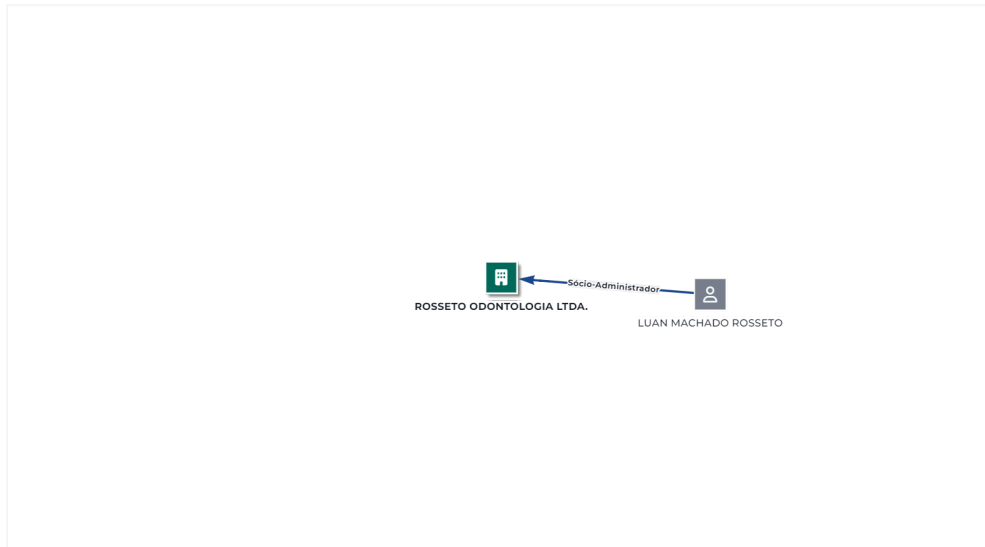 Sócio-Administrador
ROSSETO ODONTOLOGIA LTDA.
LUAN MACHADO ROSSETO